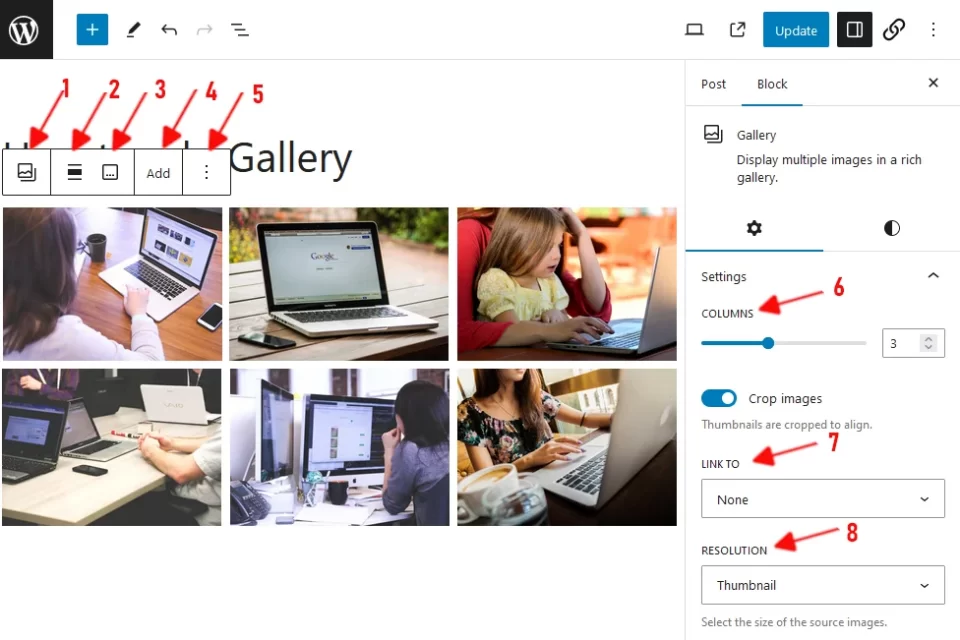 Update
1 2 3 4 5
Post Block
Gallery
Gallery
Display multiple images in a rich
gallery.
Add
Google
Settings
6
COLUMNS
3
Crop images
Thumbnails are cropped to align.
7
LINK TO
None
8
RESOLUTION
Thumbnail
Select the size of the source images.